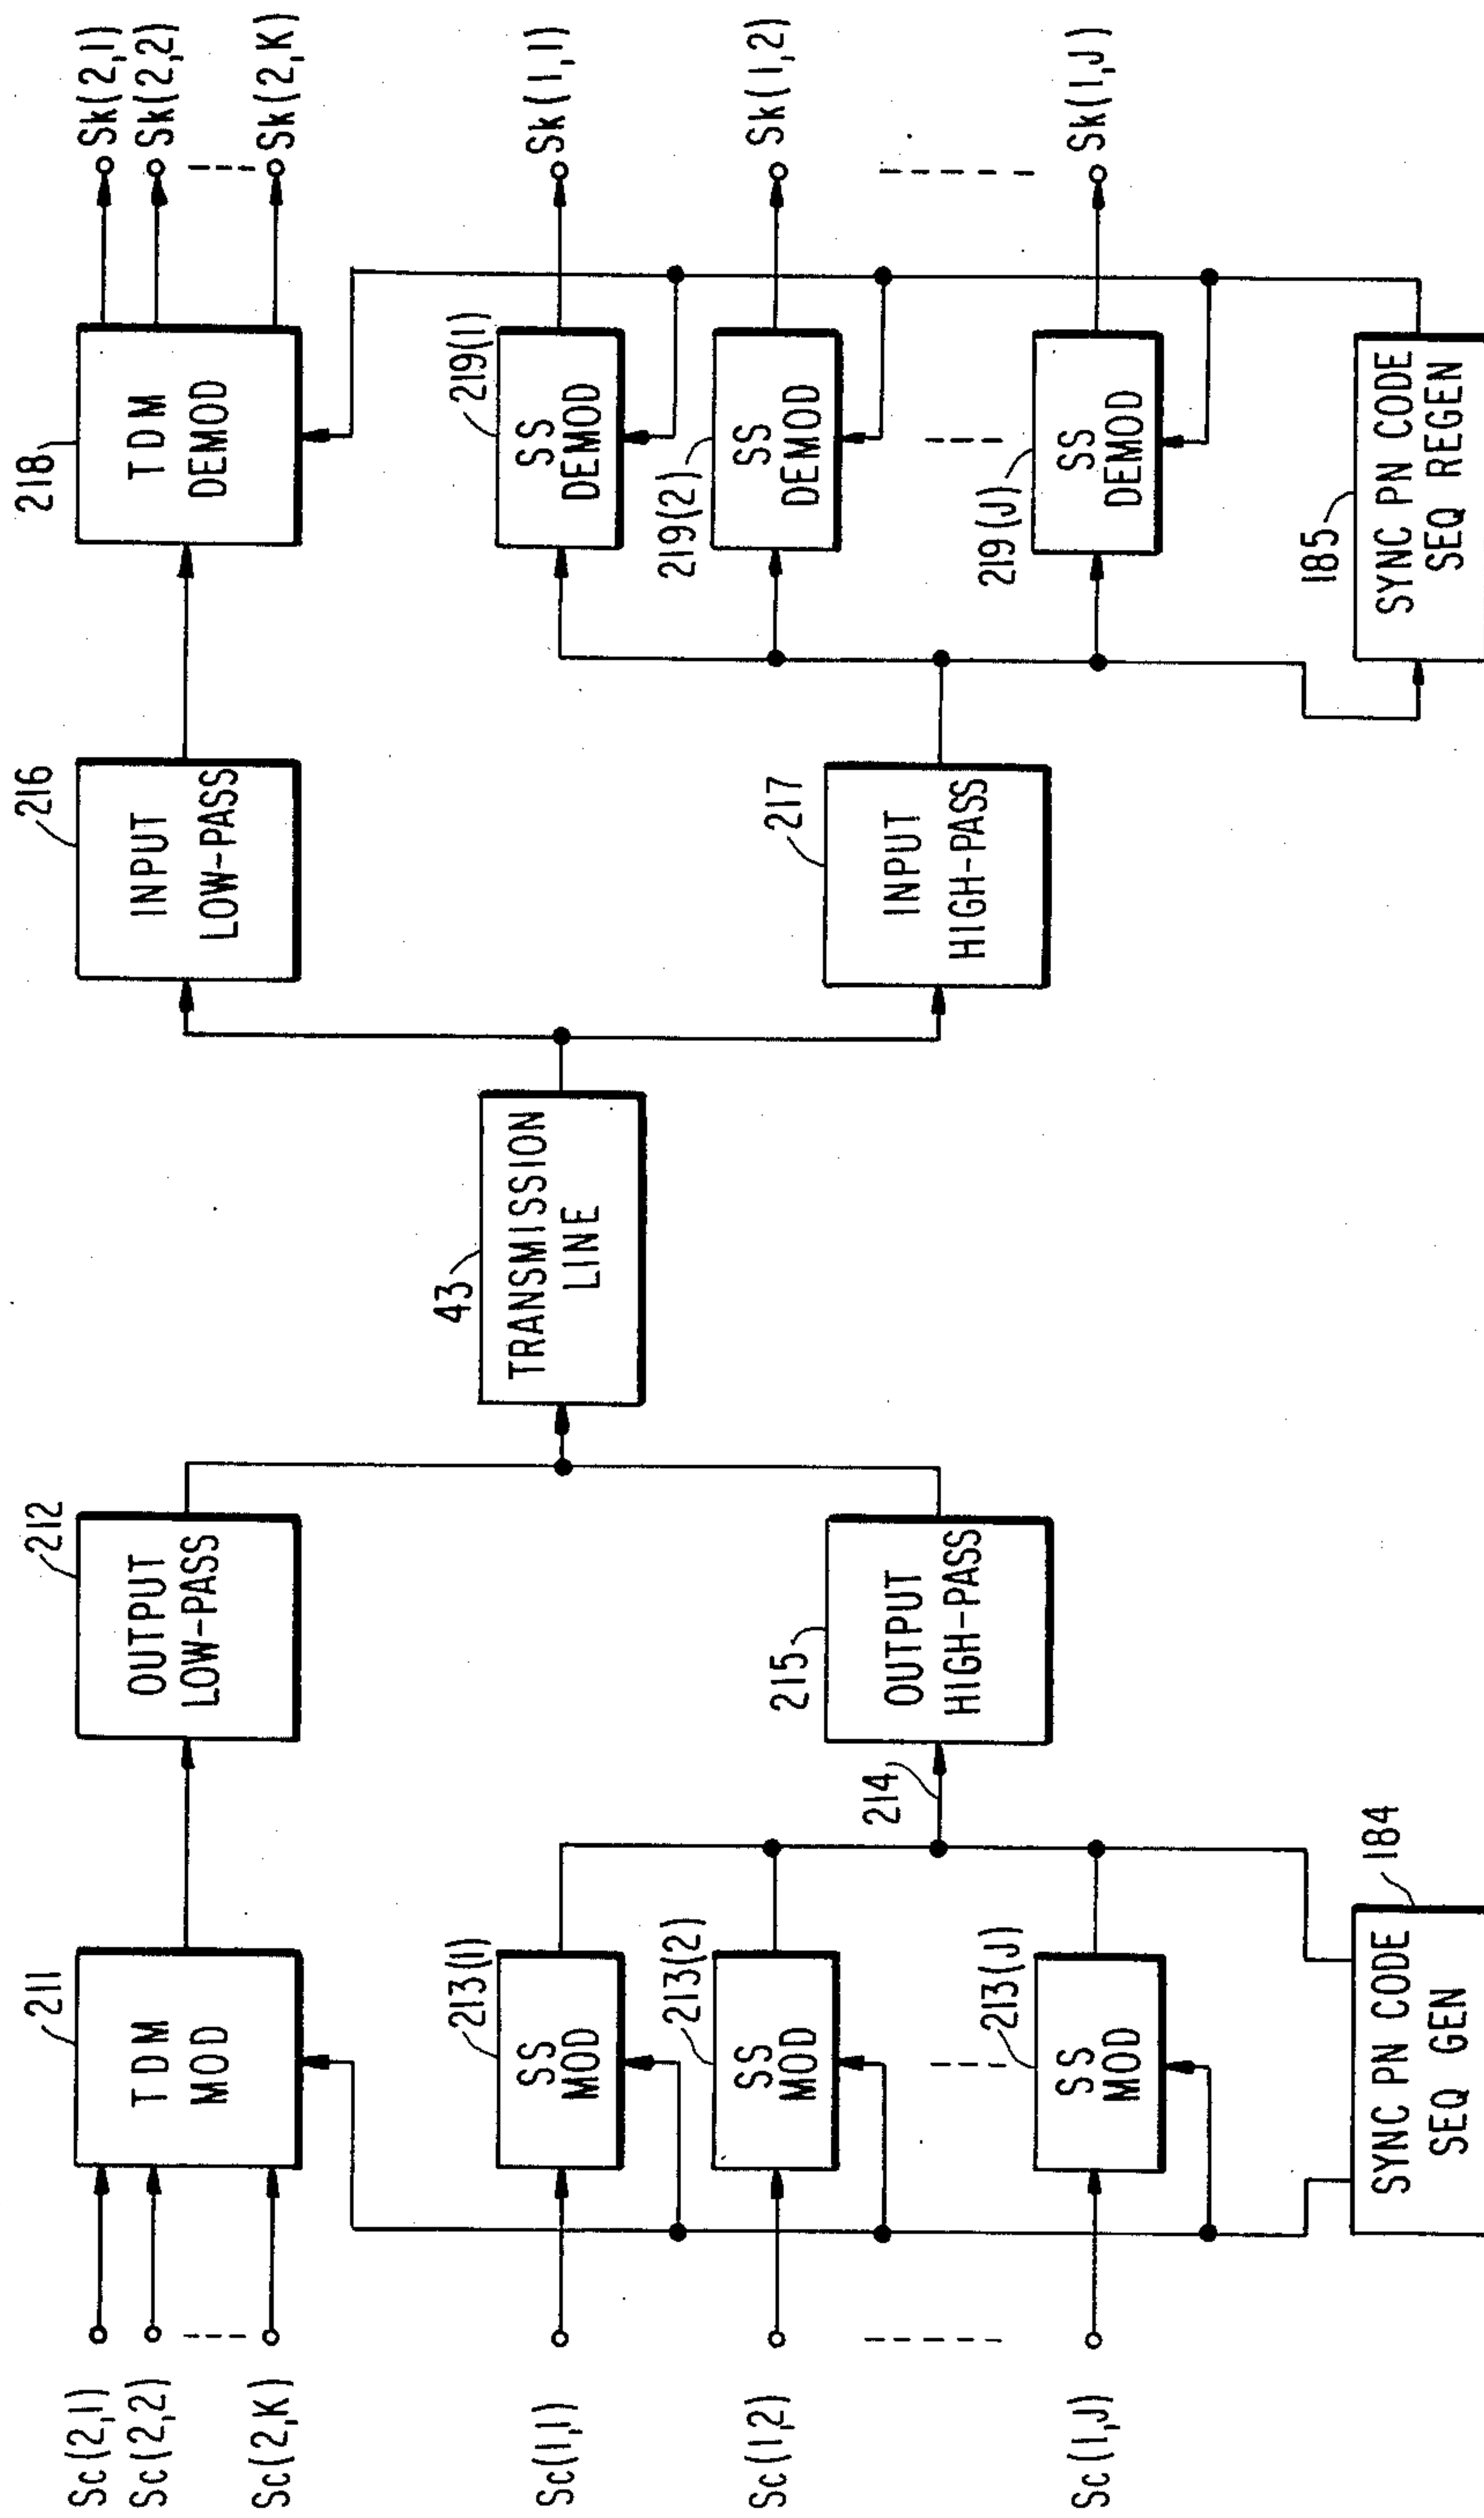 Sc(2,1)
Sc(2,2)
Sc(2,K)
211
TDM
MOD
212
OUTPUT
LOW-PASS
216
INPUT
LOW-PASS
218
TDM
DEMOD
Sk(2,1)
Sk(2,2)
Sk(2,K)
43
TRANSMISSION
LINE
Sc(1,1)
213(1)
SS
MOD
219(1)
SS
DEMOD
Sk(1,1)
Sc(1,2)
213(2)
SS
MOD
219(2)
SS
DEMOD
Sk(1,2)
214
215
OUTPUT
HIGH-PASS
217
INPUT
HIGH-PASS
Sc(1,J)
213(J)
SS
MOD
219(J)
SS
DEMOD
Sk(1,J)
184
SYNC PN CODE
SEQ GEN
185
SYNC PN CODE
SEQ REGEN